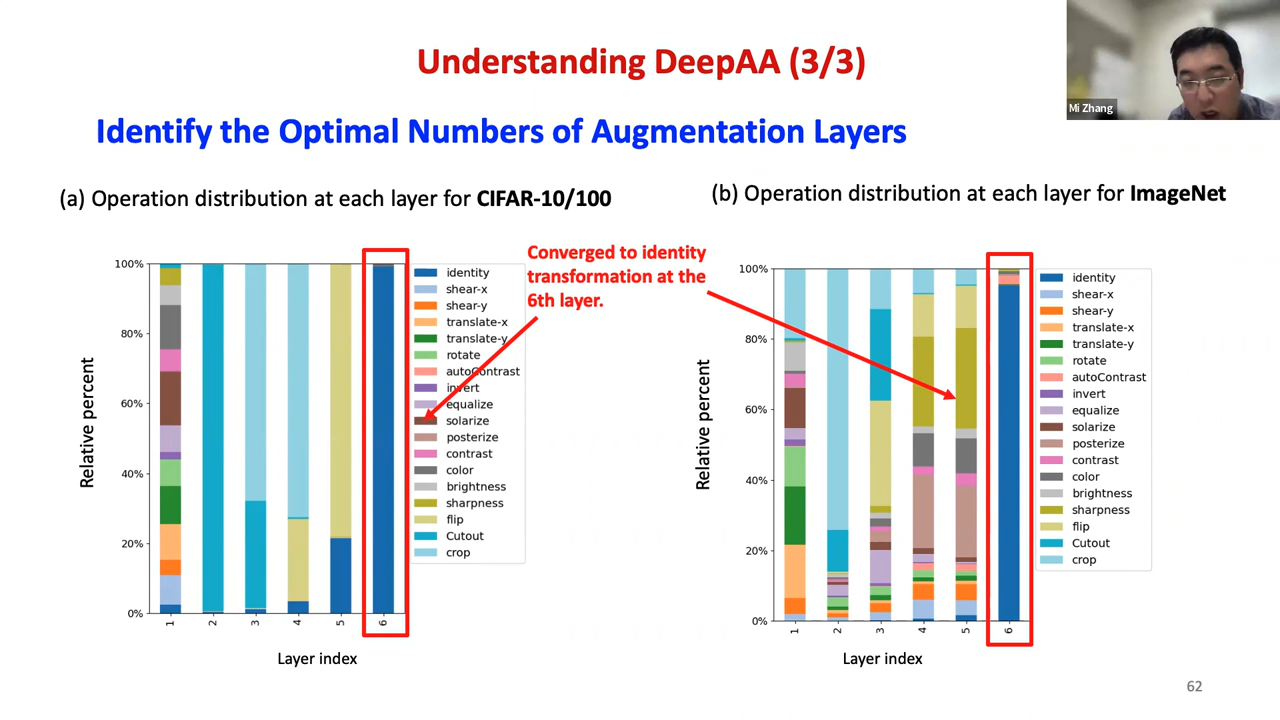 Understanding DeepAA (3/3)
Mi Zhang
Identify the Optimal Numbers of Augmentation Layers
(a) Operation distribution at each layer for CIFAR-10/100
(b) Operation distribution at each layer for ImageNet
Converged to identity
transformation at the
6th layer.
Relative percent
100%
80%
60%
40%
20%
0%
1
2
3
4
5
6
Layer index
identity
shear-x
shear-y
translate-x
translate-y
rotate
autoContrast
invert
equalize
solarize
posterize
contrast
color
brightness
sharpness
flip
Cutout
crop
Relative percent
100%
80%
60%
40%
20%
0%
1
2
3
4
5
6
Layer index
identity
shear-x
shear-y
translate-x
translate-y
rotate
autoContrast
invert
equalize
solarize
posterize
contrast
color
brightness
sharpness
flip
Cutout
crop
62